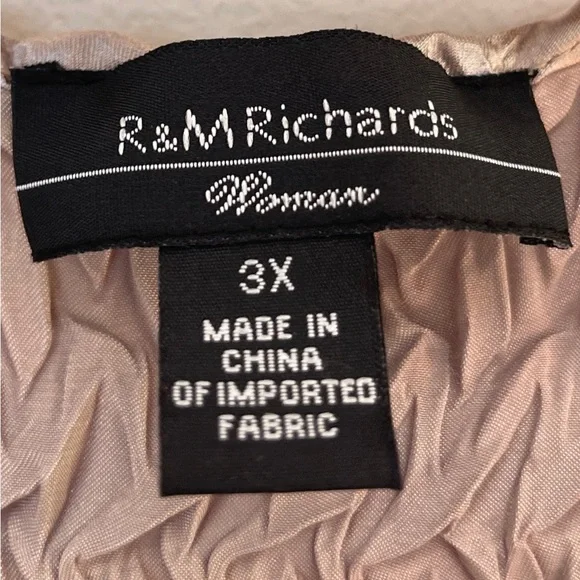 R&M Richards
Woman
3X
MADE IN
CHINA
OF IMPORTED
FABRIC